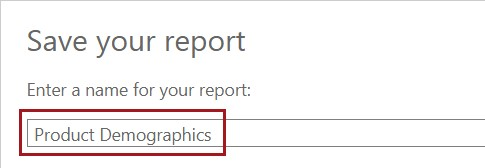 Save your report
Enter a name for your report:
Product Demographics